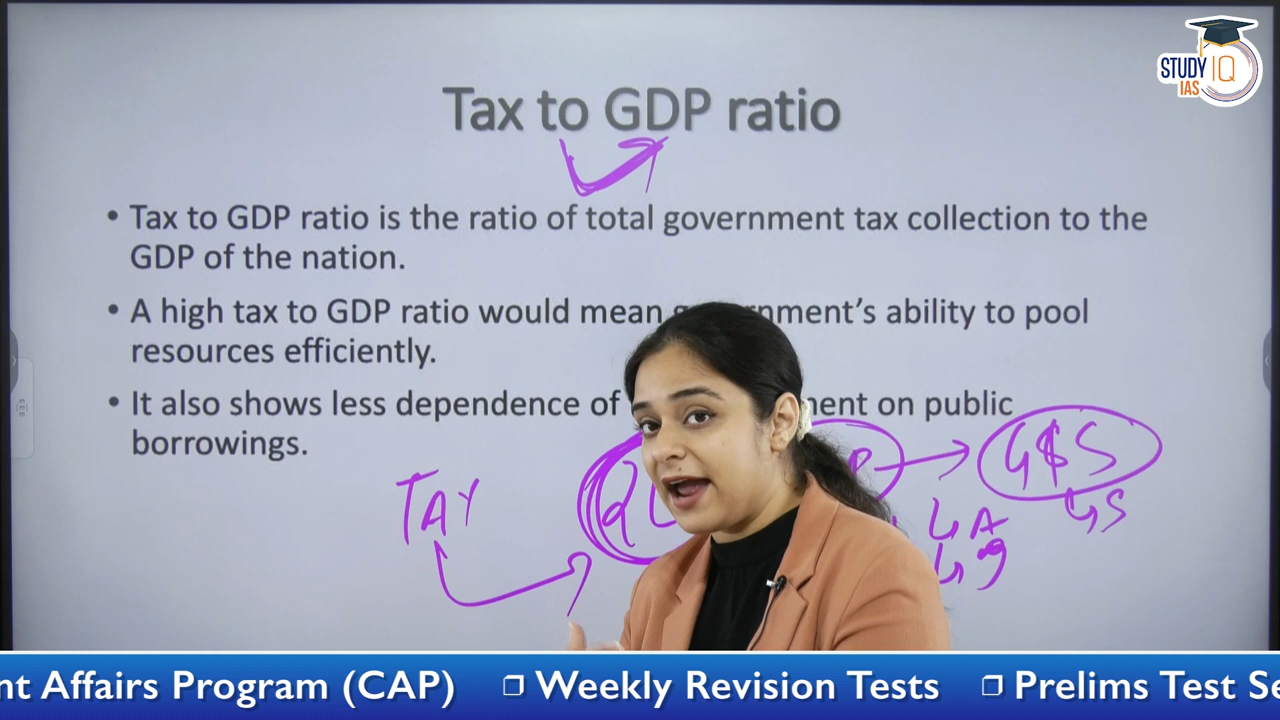 STUDY IQ
IAS
Tax to GDP ratio
• Tax to GDP ratio is the ratio of total government tax collection to the
GDP of the nation.
• A high tax to GDP ratio would mean nment’s ability to pool
resources efficiently.
• It also shows less dependence of ent on public
borrowings.
TAX
G&S
↳ S
↳ A
↳ g
nt Affairs Program (CAP) ❐ Weekly Revision Tests ❐ Prelims Test Se